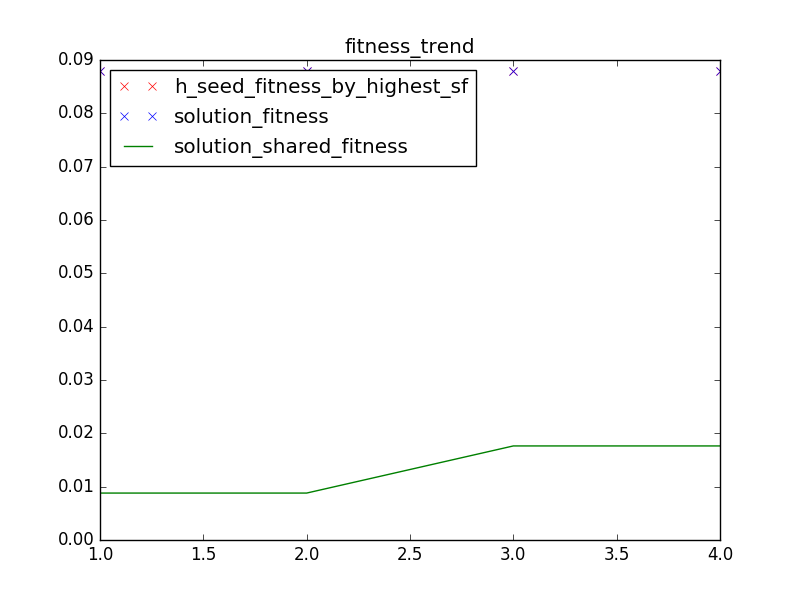 fitness_trend
0.09
h_seed_fitness_by_highest_sf
0.08
solution_fitness
solution_shared_fitness
0.07
0.06
0.05
0.04
0.03
0.02
0.01
0.00
1.0 1.5 2.0 2.5 3.0 3.5 4.0